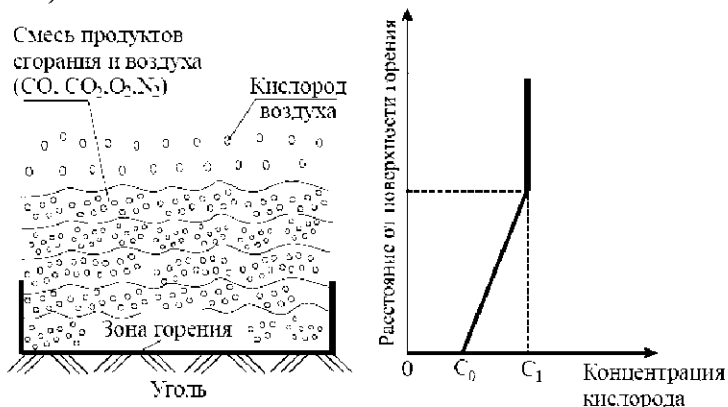 Смесь продуктов
сгорания и воздуха
(CO, CO₂,O₂,N₂)
Кислород
воздуха
Зона горения
Уголь
Расстояние от поверхности горения
0
C₀
C₁
Концентрация
кислорода